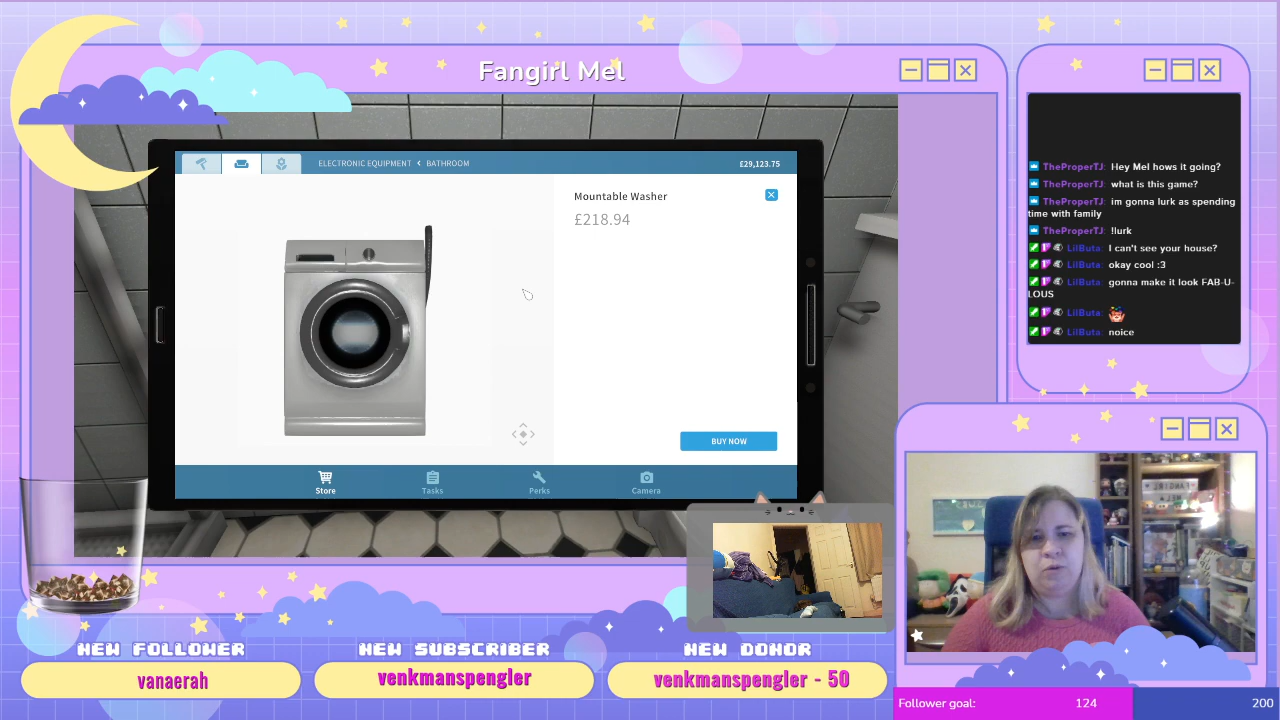 Fangirl Mel
ELECTRONIC EQUIPMENT < BATHROOM
£29,123.75
Mountable Washer
£218.94
BUY NOW
Store
Tasks
Perks
Camera
TheProperTJ: Hey Mel hows it going?
TheProperTJ: what is this game?
TheProperTJ: im gonna lurk as spending
time with family
TheProperTJ: !lurk
LilButa: I can't see your house?
LilButa: okay cool :3
LilButa: gonna make it look FAB-U-
LOUS
LilButa:
LilButa: noice
NEW FOLLOWER
vanaerah
NEW SUBSCRIBER
venkmanspengler
NEW DONOR
venkmanspengler - 50
Follower goal:
124
200